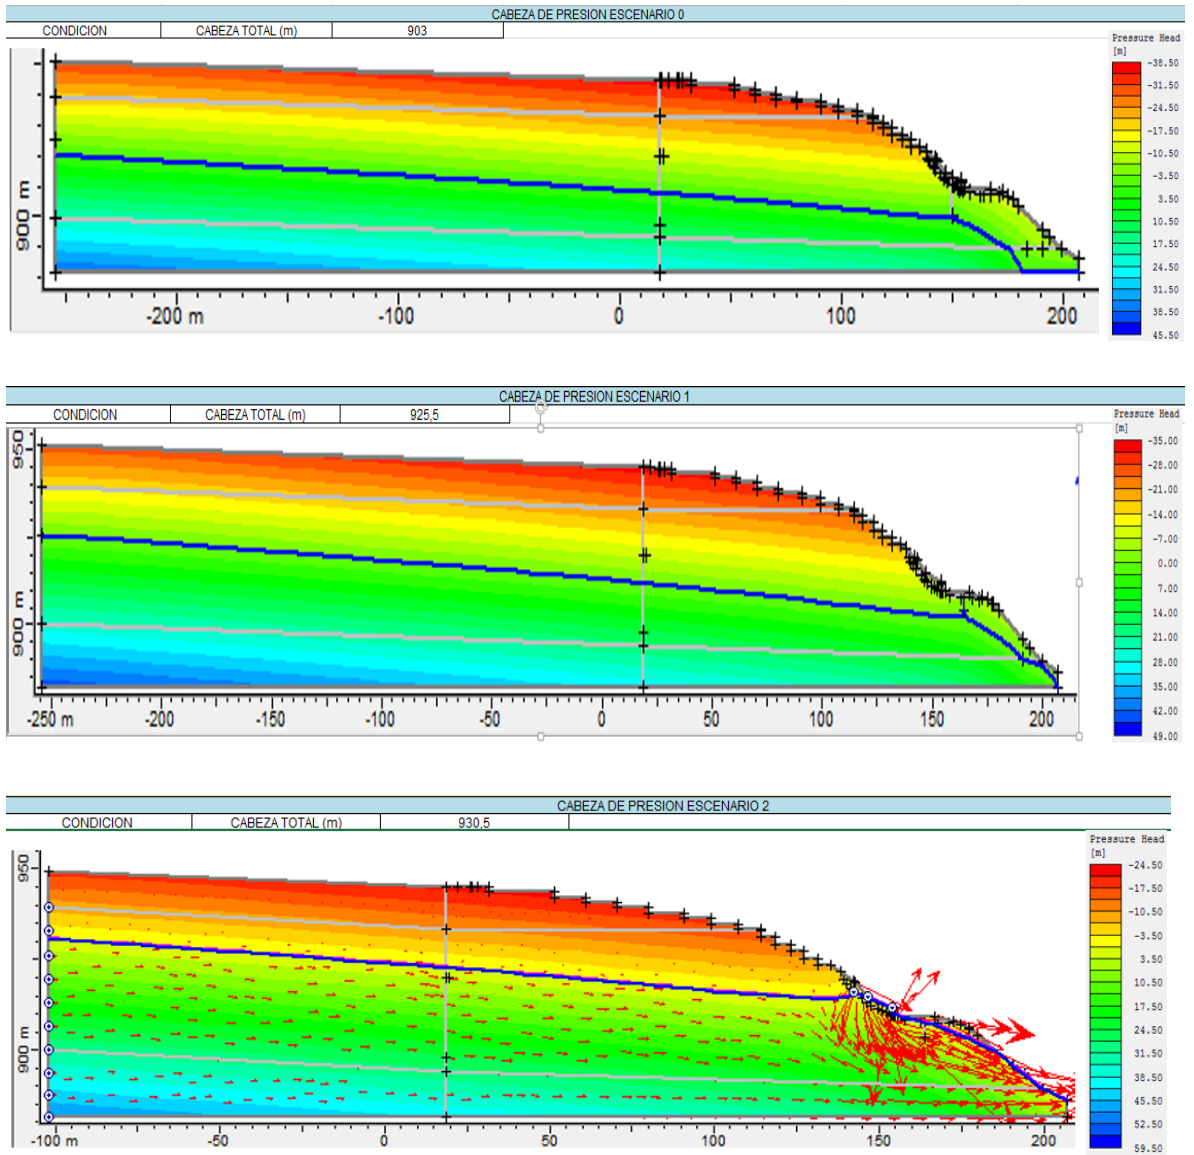 CABEZA DE PRESION ESCENARIO 0
CONDICION CABEZA TOTAL (m) 903
Pressure Head
[m]
-38.50
-31.50
-24.50
-17.50
-10.50
-3.50
3.50
10.50
17.50
24.50
31.50
38.50
45.50
900 m
-200 m -100 0 100 200
CABEZA DE PRESION ESCENARIO 1
CONDICION CABEZA TOTAL (m) 925,5
Pressure Head
[m]
-35.00
-28.00
-21.00
-14.00
-7.00
0.00
7.00
14.00
21.00
28.00
35.00
42.00
49.00
950
900 m
-250 m -200 -150 -100 -50 0 50 100 150 200
CABEZA DE PRESION ESCENARIO 2
CONDICION CABEZA TOTAL (m) 930,5
Pressure Head
[m]
-24.50
-17.50
-10.50
-3.50
3.50
10.50
17.50
24.50
31.50
38.50
45.50
52.50
59.50
950
900 m
-100 m -50 0 50 100 150 200